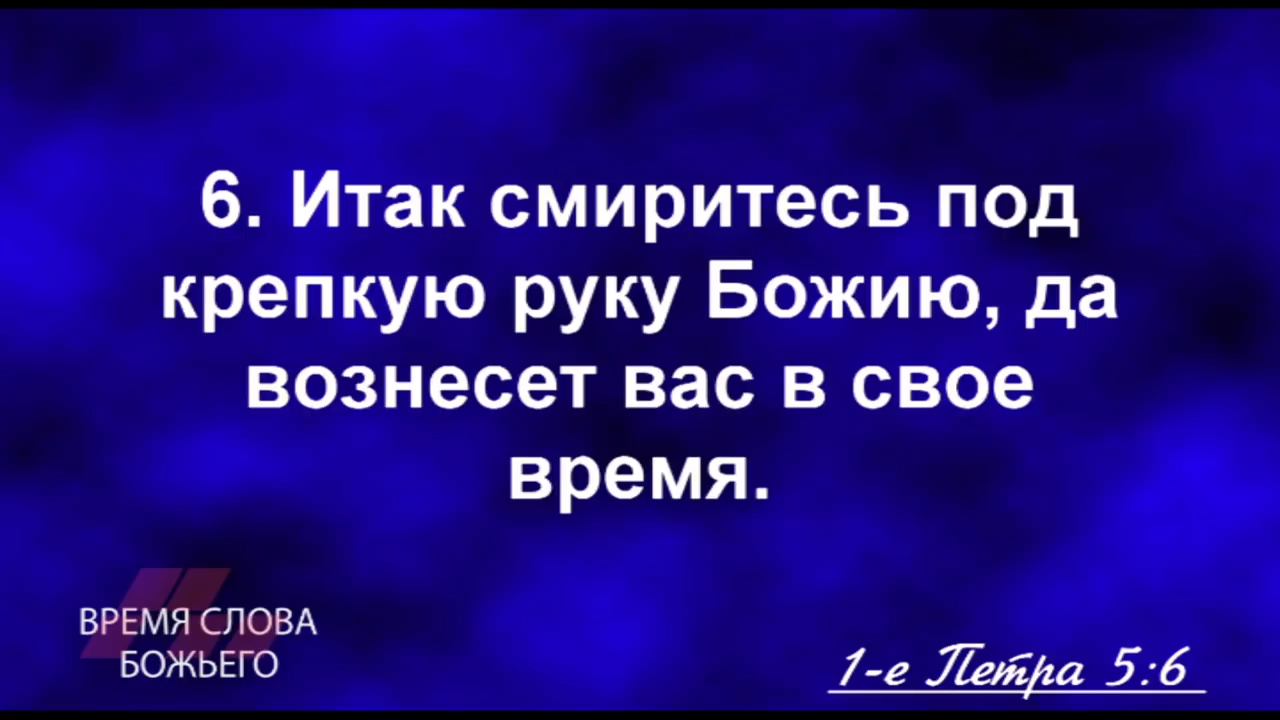 6. Итак смиритесь под
крепкую руку Божию, да
вознесет вас в свое
время.
ВРЕМЯ СЛОВА
БОЖЬЕГО
1-е Петра 5:6